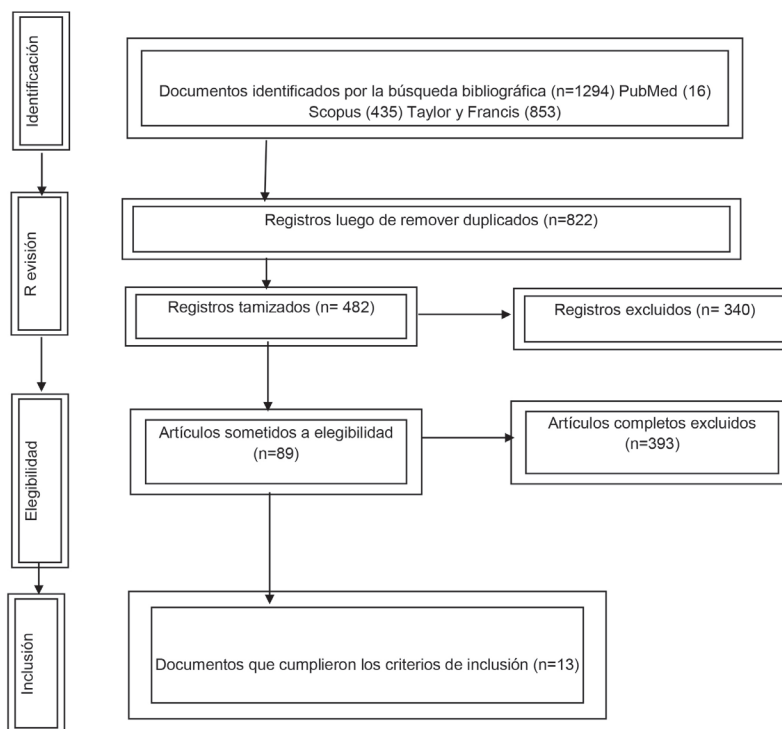 Identificación
Documentos identificados por la búsqueda bibliográfica (n=1294) PubMed (16)
Scopus (435) Taylor y Francis (853)
R evisión
Registros luego de remover duplicados (n=822)
Registros tamizados (n= 482)
Registros excluidos (n= 340)
Elegibilidad
Artículos sometidos a elegibilidad
(n=89)
Artículos completos excluidos
(n=393)
Inclusión
Documentos que cumplieron los criterios de inclusión (n=13)